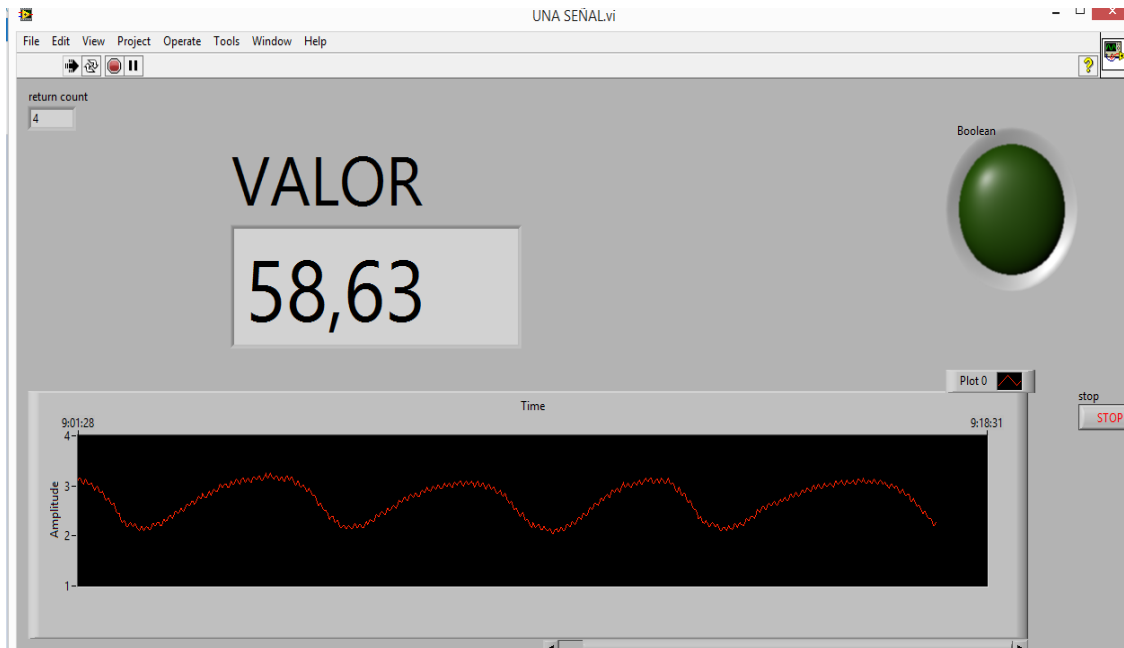 UNA SEÑAL.vi
File Edit View Project Operate Tools Window Help
return count
4
Boolean
VALOR
58,63
Plot 0
stop
STOP
Time
9:01:28
9:18:31
4
3
2
1
Amplitude